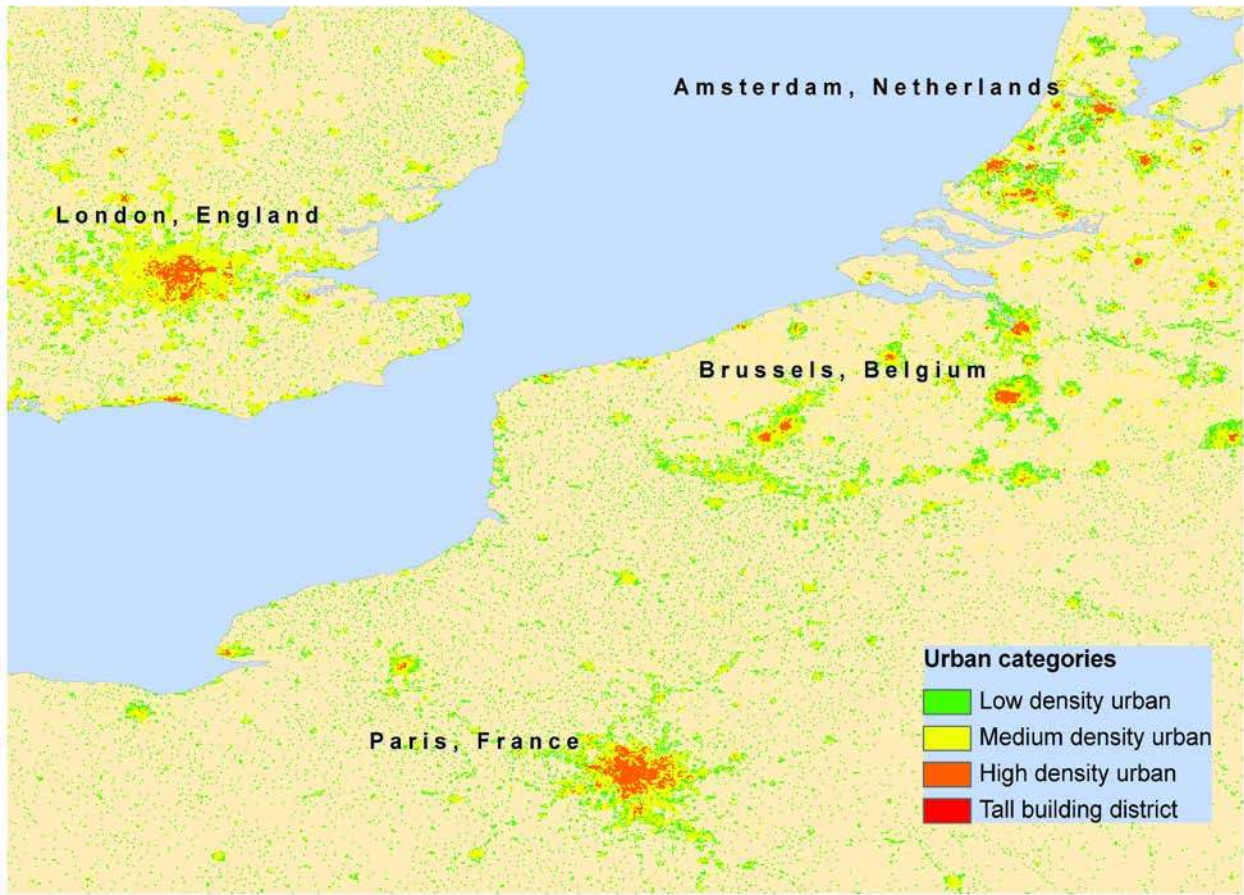 Amsterdam, Netherlands
London, England
Brussels, Belgium
Paris, France
Urban categories
Low density urban
Medium density urban
High density urban
Tall building district